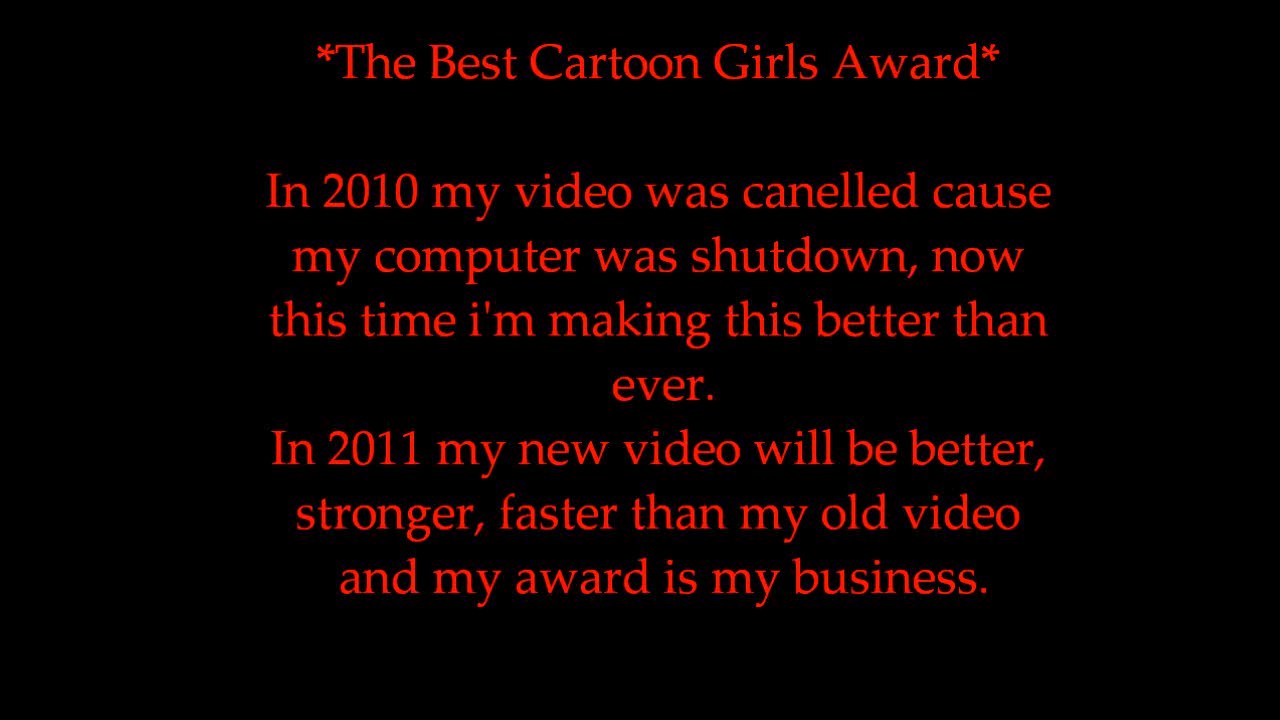 *The Best Cartoon Girls Award*
In 2010 my video was canelled cause
my computer was shutdown, now
this time i'm making this better than
ever.
In 2011 my new video will be better,
stronger, faster than my old video
and my award is my business.